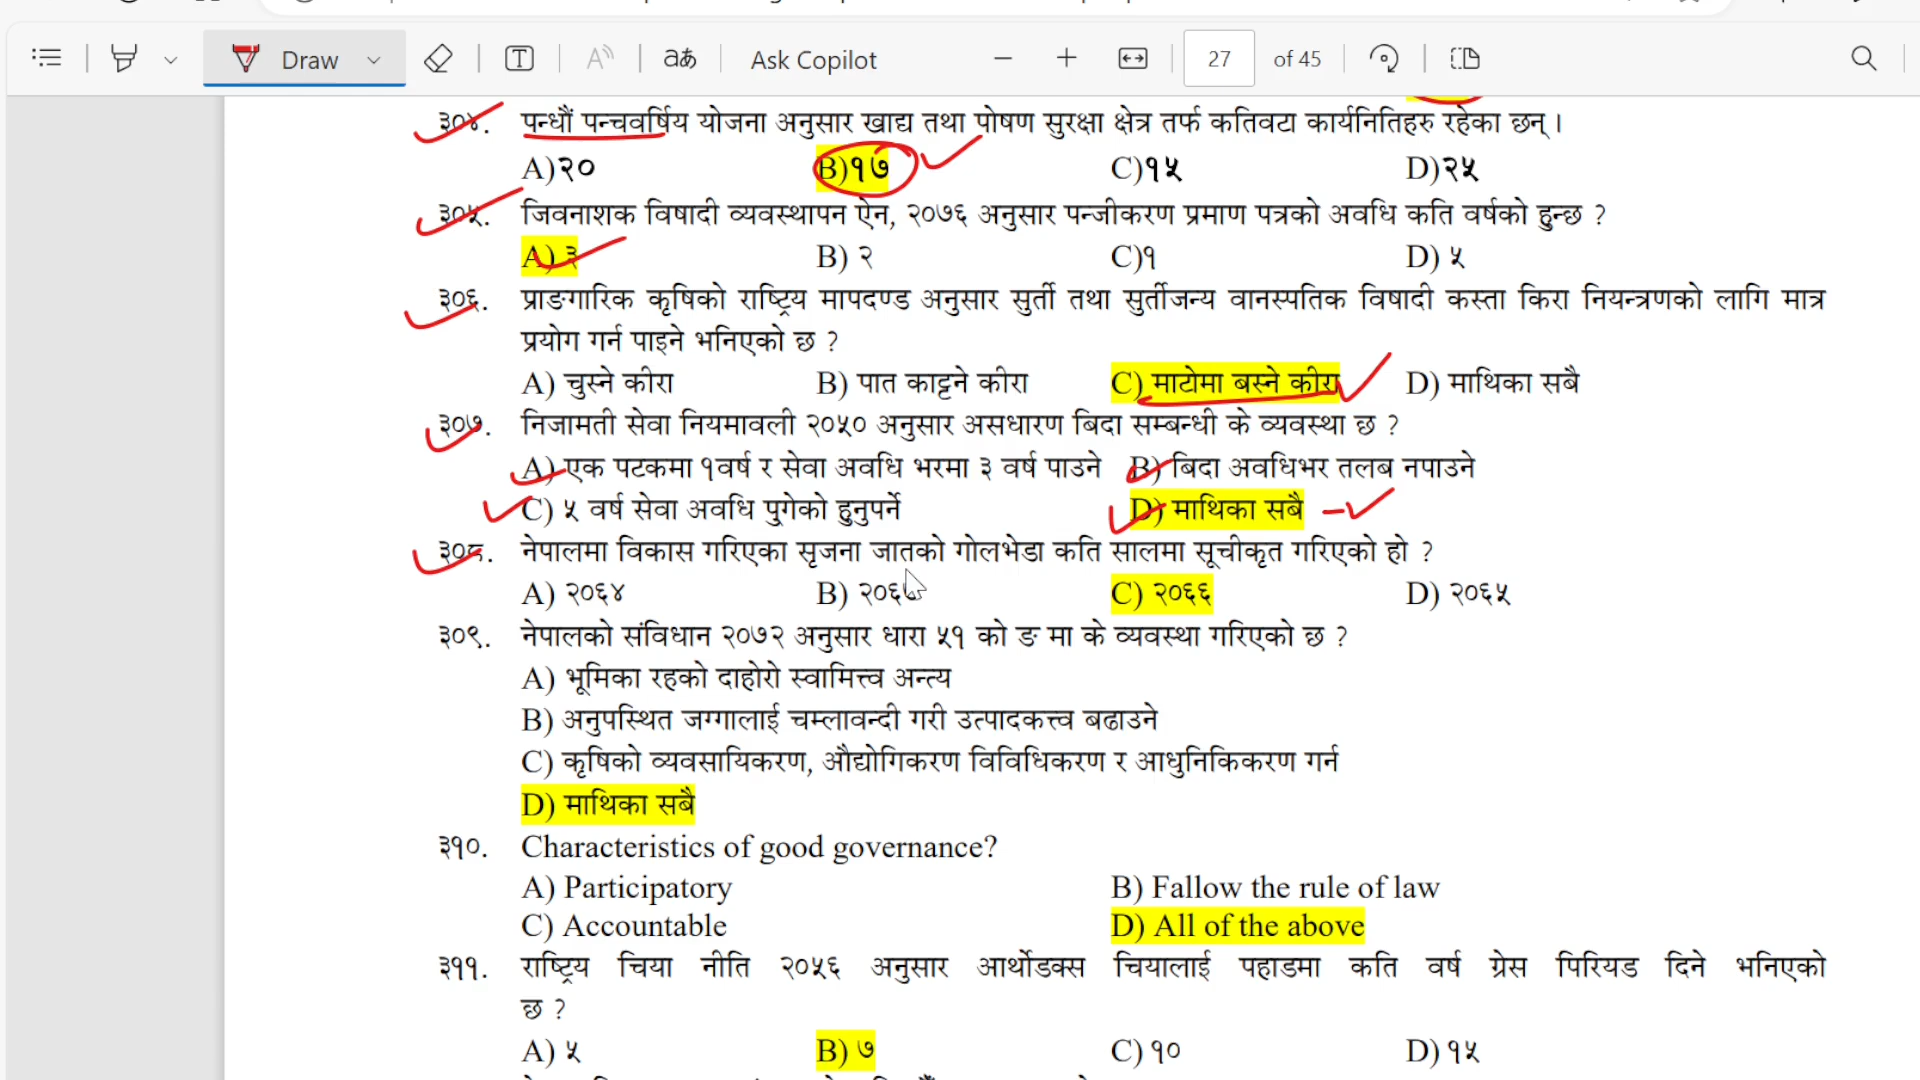 Draw
Ask Copilot
27 of 45
३०४. पन्धौं पन्चवर्षिय योजना अनुसार खाद्य तथा पोषण सुरक्षा क्षेत्र तर्फ कतिवटा कार्यनितिहरु रहेका छन् ।
A)२० B)१७ C)१५ D)२५
३०५. जिवनाशक विषादी व्यवस्थापन ऐन, २०७६ अनुसार पन्जीकरण प्रमाण पत्रको अवधि कति वर्षको हुन्छ ?
A) ३ B) २ C)१ D) ५
३०६. प्राङगारिक कृषिको राष्ट्रिय मापदण्ड अनुसार सुर्ती तथा सुर्तीजन्य वानस्पतिक विषादी कस्ता किरा नियन्त्रणको लागि मात्र
प्रयोग गर्न पाइने भनिएको छ ?
A) चुस्ने कीरा B) पात काट्टने कीरा C) माटोमा बस्ने कीरा D) माथिका सबै
३०७. निजामती सेवा नियमावली २०५० अनुसार असधारण बिदा सम्बन्धी के व्यवस्था छ ?
A) एक पटकमा १वर्ष र सेवा अवधि भरमा ३ वर्ष पाउने B) बिदा अवधिभर तलब नपाउने
C) ५ वर्ष सेवा अवधि पुगेको हुनुपर्ने D) माथिका सबै
३०८. नेपालमा विकास गरिएका सृजना जातको गोलभेडा कति सालमा सूचीकृत गरिएको हो ?
A) २०६४ B) २०६७ C) २०६६ D) २०६५
३०९. नेपालको संविधान २०७२ अनुसार धारा ५१ को ङ मा के व्यवस्था गरिएको छ ?
A) भूमिका रहको दाहोरो स्वामित्त्व अन्त्य
B) अनुपस्थित जग्गालाई चम्लावन्दी गरी उत्पादकत्त्व बढाउने
C) कृषिको व्यवसायिकरण, औद्योगिकरण विविधिकरण र आधुनिकिकरण गर्न
D) माथिका सबै
३१०. Characteristics of good governance?
A) Participatory B) Fallow the rule of law
C) Accountable D) All of the above
३११. राष्ट्रिय चिया नीति २०५६ अनुसार आर्थोडक्स चियालाई पहाडमा कति वर्ष ग्रेस पिरियड दिने भनिएको
छ ?
A) ५ B) ७ C)१० D)१५